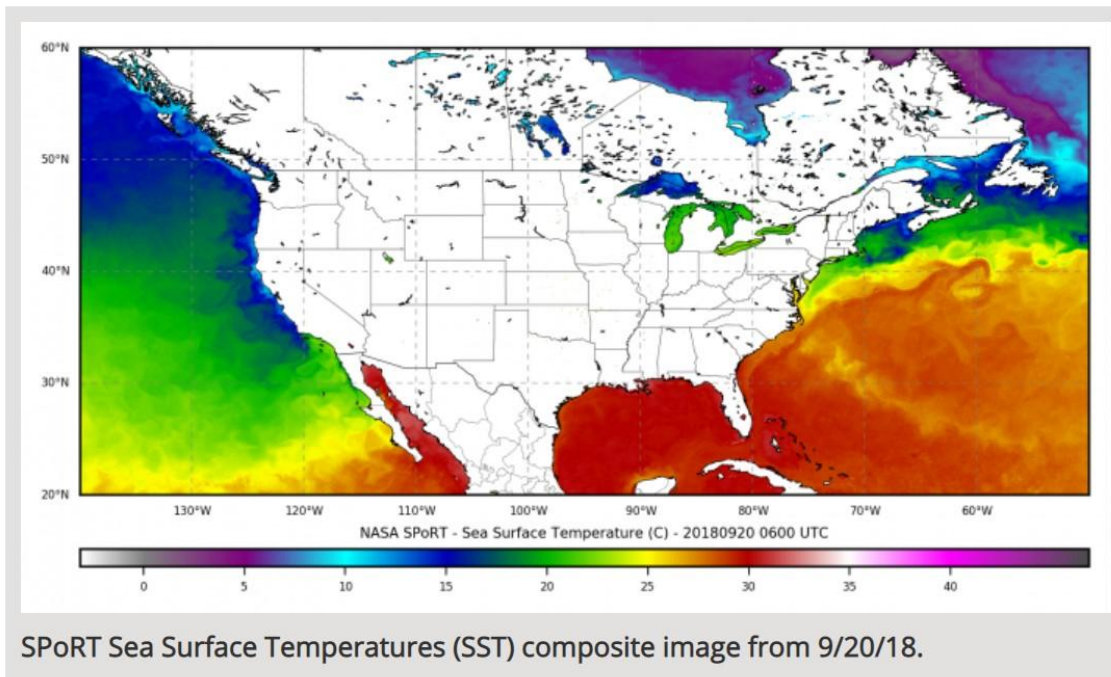 60°N
50°N
40°N
30°N
20°N
130°W 120°W 110°W 100°W 90°W 80°W 70°W 60°W
NASA SPoRT - Sea Surface Temperature (C) - 20180920 0600 UTC
0 5 10 15 20 25 30 35 40
SPoRT Sea Surface Temperatures (SST) composite image from 9/20/18.